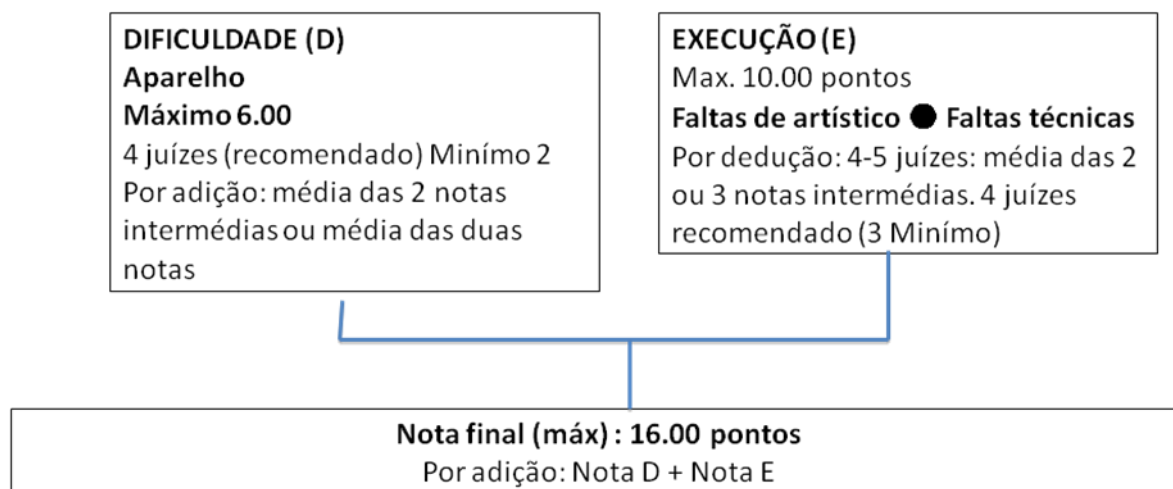 DIFICULDADE (D)
Aparelho
Máximo 6.00
4 juízes (recomendado) Minímo 2
Por adição: média das 2 notas
intermédias ou média das duas
notas
EXECUÇÃO (E)
Max. 10.00 pontos
Faltas de artístico ● Faltas técnicas
Por dedução: 4-5 juízes: média das 2
ou 3 notas intermédias. 4 juízes
recomendado (3 Minímo)
Nota final (máx) : 16.00 pontos
Por adição: Nota D + Nota E